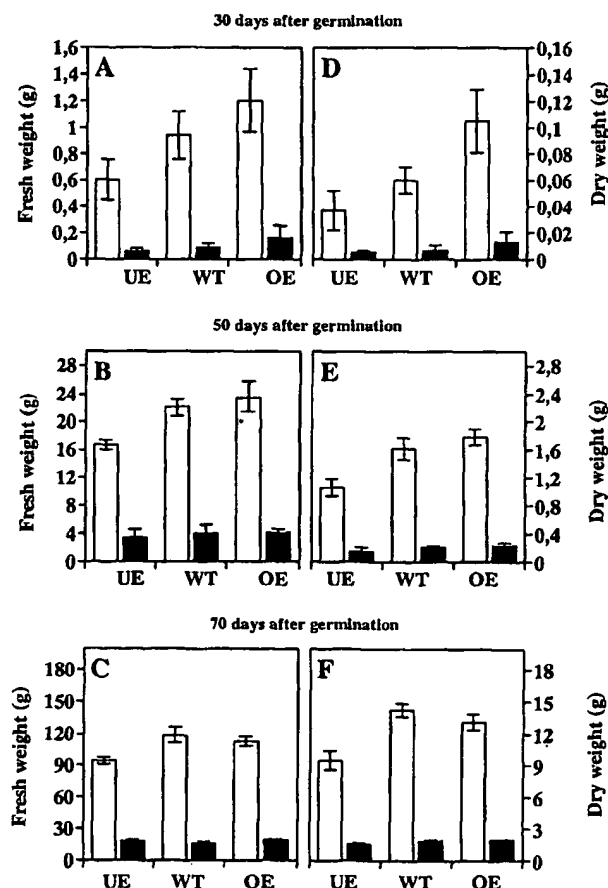 30 days after germination
A
D
Fresh weight (g)
1,6
1,4
1,2
1
0,8
0,6
0,4
0,2
0
UE WT OE
0,16
0,14
0,12
0,1
0,08
0,06
0,04
0,02
0
UE WT OE
Dry weight (g)
50 days after germination
B
E
Fresh weight (g)
28
24
20
16
12
8
4
0
UE WT OE
2,8
2,4
2
1,6
1,2
0,8
0,4
0
UE WT OE
Dry weight (g)
70 days after germination
C
F
Fresh weight (g)
180
150
120
90
60
30
0
UE WT OE
18
15
12
9
6
3
0
UE WT OE
Dry weight (g)